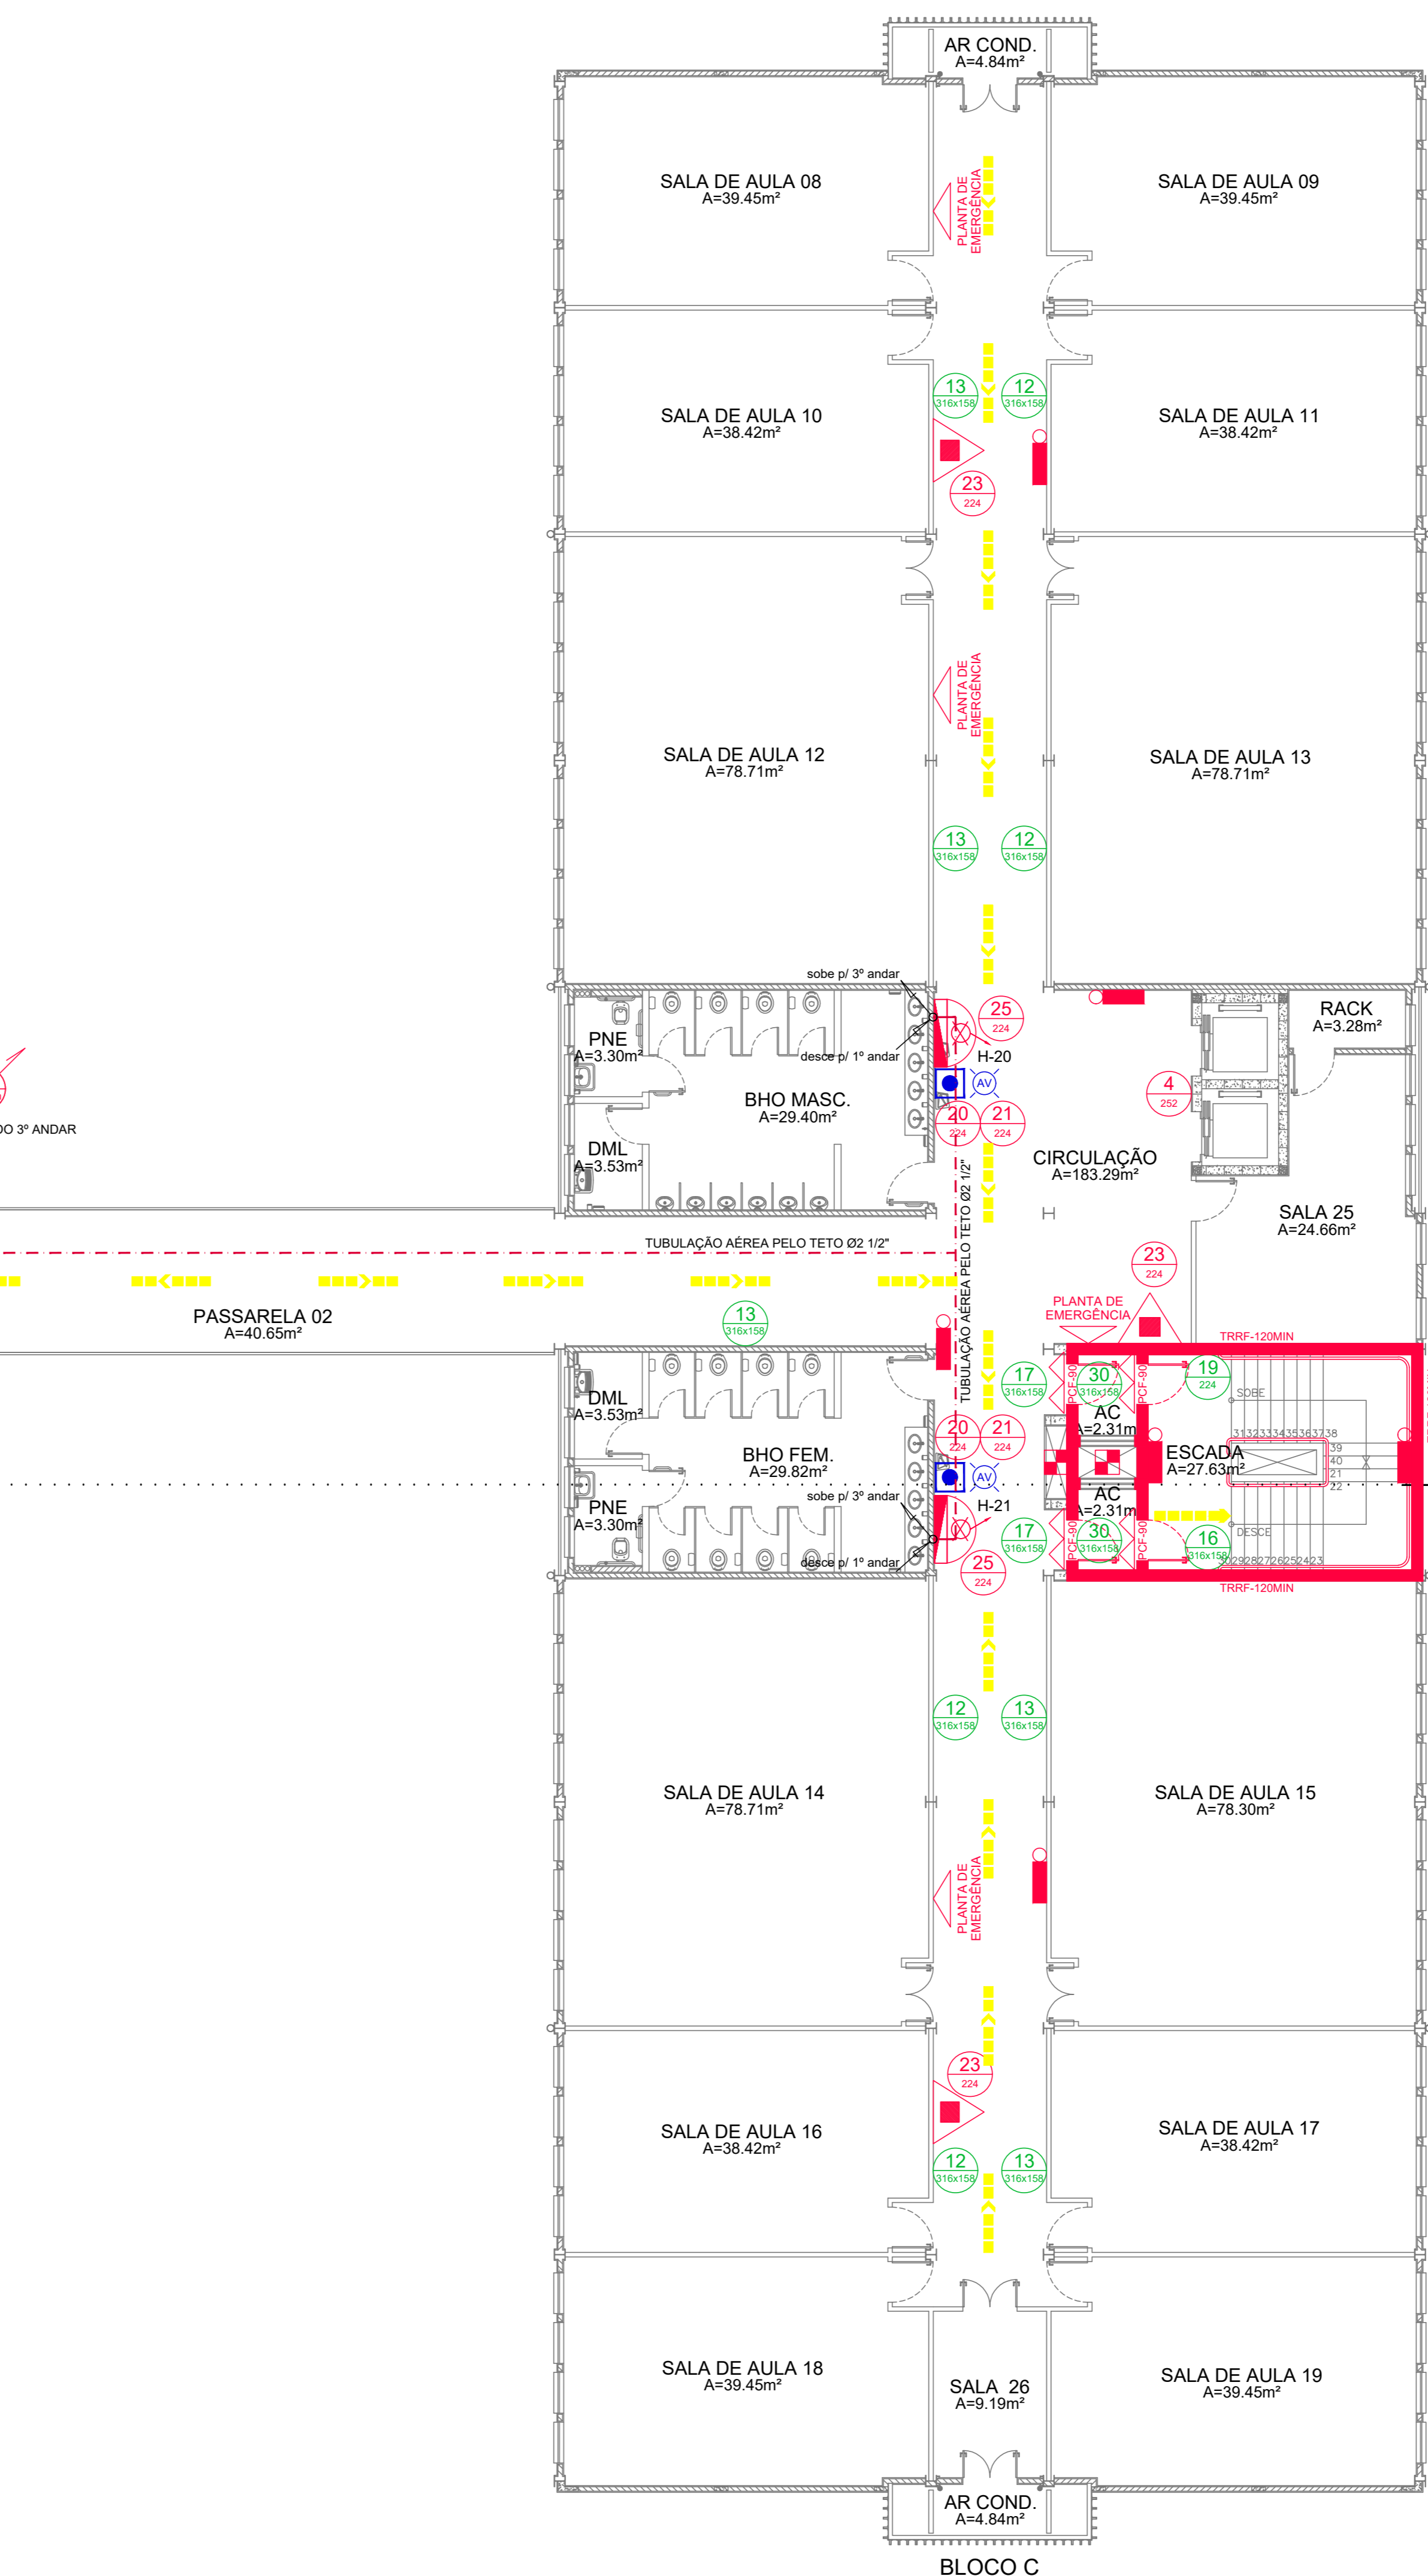 AR COND.
A=4.84m²
SALA DE AULA 08
A=39.45m²
PLANTA DE
EMERGÊNCIA
SALA DE AULA 09
A=39.45m²
SALA DE AULA 10
A=38.42m²
13
316x158
12
316x158
SALA DE AULA 11
A=38.42m²
23
224
SALA DE AULA 12
A=78.71m²
PLANTA DE
EMERGÊNCIA
SALA DE AULA 13
A=78.71m²
13
316x158
12
316x158
sobe p/ 3º andar
PNE
A=3.30m²
desce p/ 1º andar
25
224
H-20
RACK
A=3.28m²
AV
BHO MASC.
A=29.40m²
4
252
20
224
21
224
DO 3º ANDAR
DML
A=3.53m²
CIRCULAÇÃO
A=183.29m²
SALA 25
A=24.66m²
TUBULAÇÃO AÉREA PELO TETO Ø2 1/2"
TUBULAÇÃO AÉREA PELO TETO Ø2 1/2"
23
224
PASSARELA 02
A=40.65m²
13
316x158
PLANTA DE
EMERGÊNCIA
TRRF-120MIN
DML
A=3.53m²
17
316x158
PCF-90
30
316x158
PCF-90
19
224
SOBE
AC
A=2.31m
20
224
21
224
3132333435363738
39
40
21
22
BHO FEM.
A=29.82m²
ESCADA
A=27.63m²
AV
AC
A=2.31m
sobe p/ 3º andar
PNE
A=3.30m²
H-21
17
316x158
PCF-90
30
316x158
PCF-90
16
316x158
DESCE
desce p/ 1º andar
3029282726252423
25
224
TRRF-120MIN
12
316x158
13
316x158
SALA DE AULA 14
A=78.71m²
SALA DE AULA 15
A=78.30m²
PLANTA DE
EMERGÊNCIA
23
224
SALA DE AULA 16
A=38.42m²
SALA DE AULA 17
A=38.42m²
12
316x158
13
316x158
SALA DE AULA 18
A=39.45m²
SALA 26
A=9.19m²
SALA DE AULA 19
A=39.45m²
AR COND.
A=4.84m²
BLOCO C